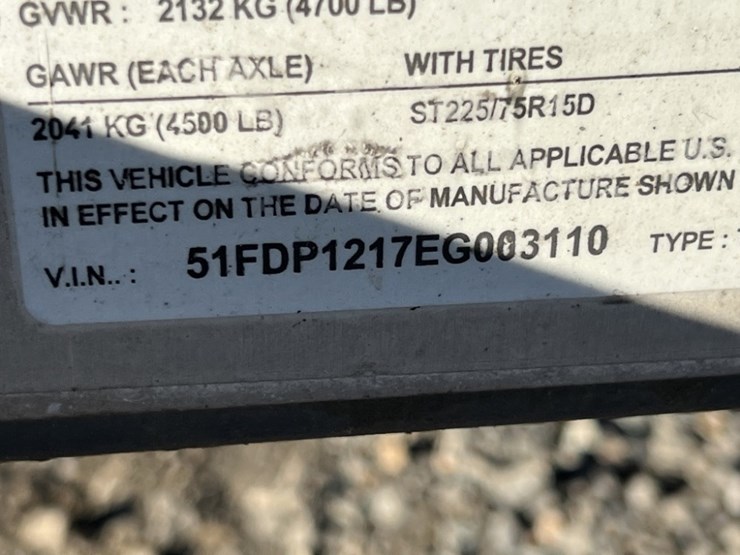 GVWR : 2132 KG (4700 LB)
GAWR (EACH AXLE) WITH TIRES
2041 KG (4500 LB) ST225/75R15D
THIS VEHICLE CONFORMS TO ALL APPLICABLE U.S.
IN EFFECT ON THE DATE OF MANUFACTURE SHOWN
V.I.N.. : 51FDP1217EG003110 TYPE :